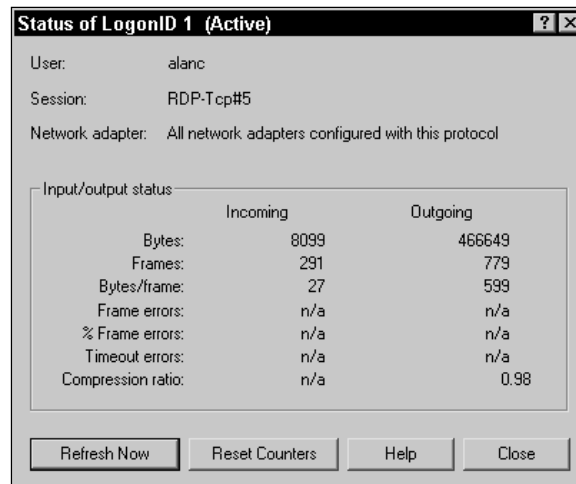 Status of LogonID 1 (Active)
? ×
User: alanc
Session: RDP-Tcp#5
Network adapter: All network adapters configured with this protocol
Input/output status
Incoming Outgoing
Bytes: 8099 466649
Frames: 291 779
Bytes/frame: 27 599
Frame errors: n/a n/a
% Frame errors: n/a n/a
Timeout errors: n/a n/a
Compression ratio: n/a 0.98
Refresh Now Reset Counters Help Close